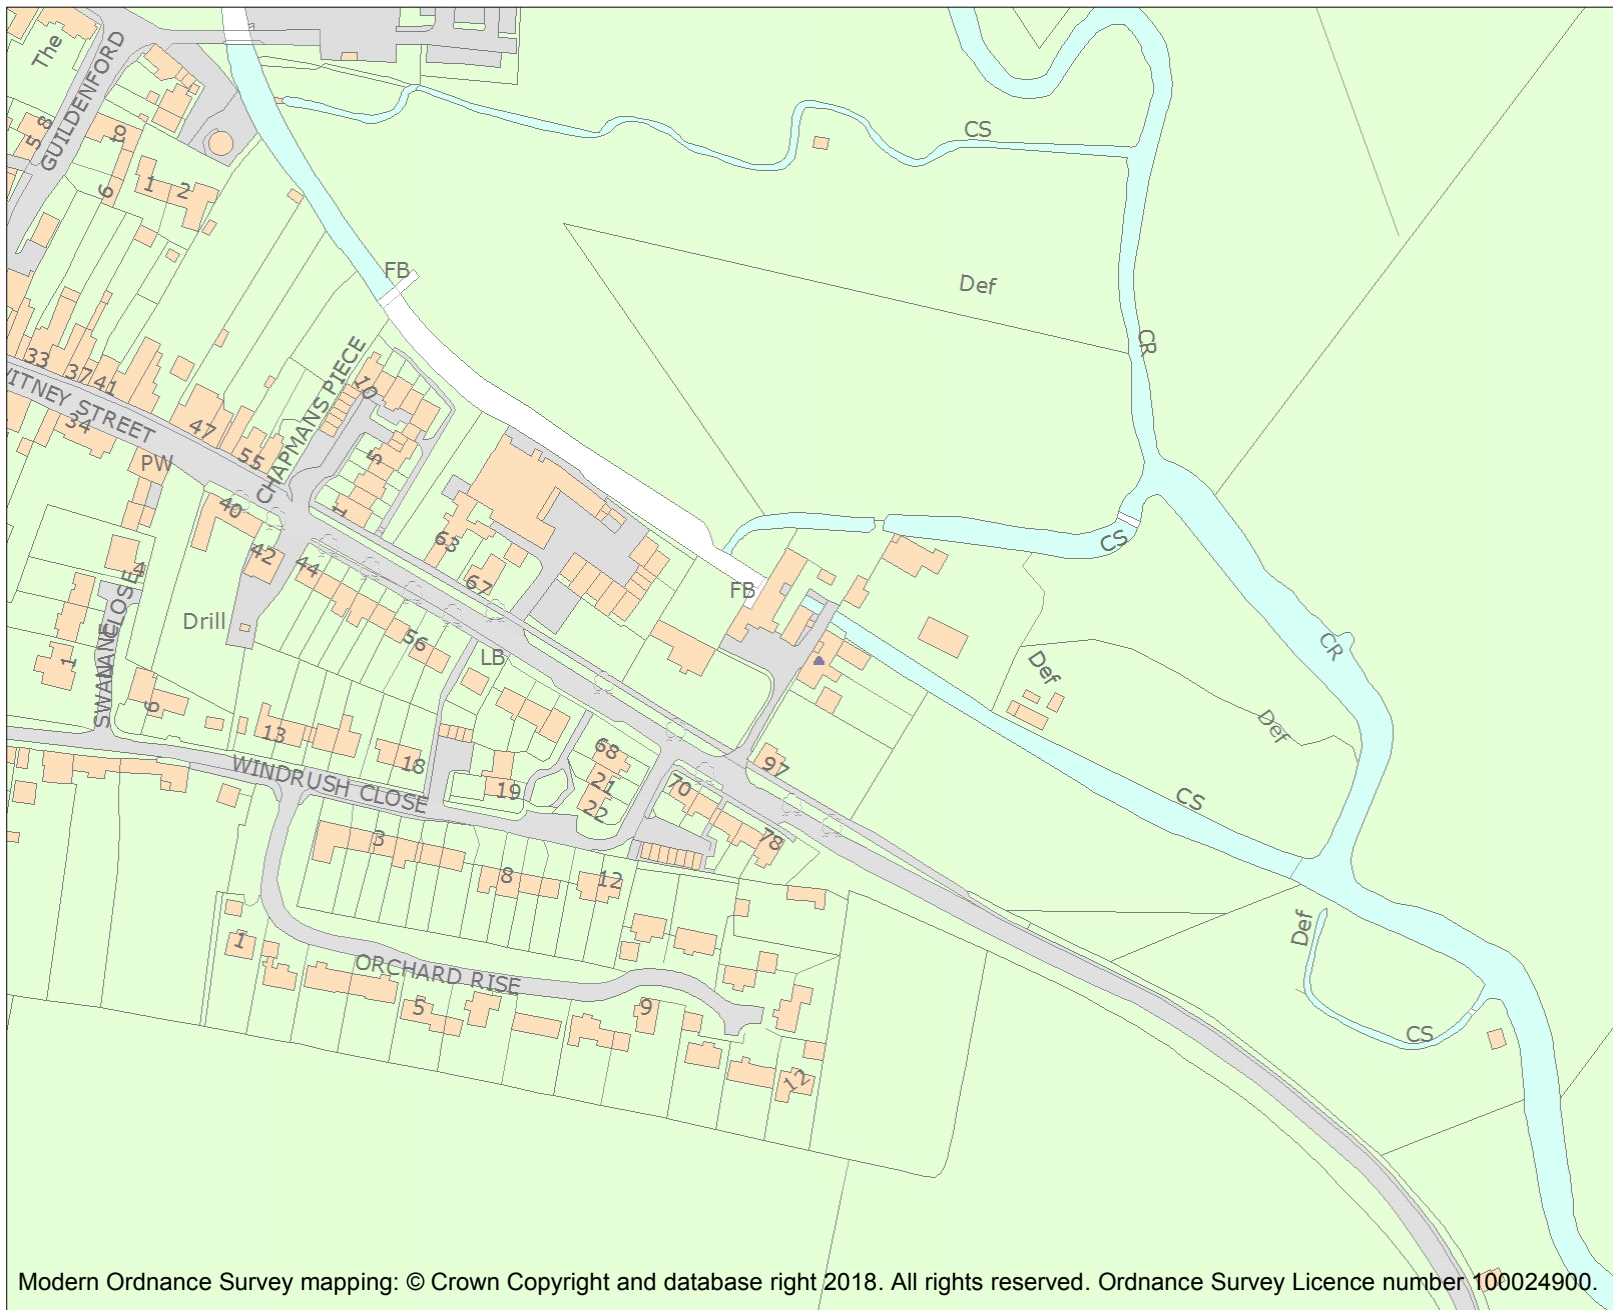 The
GUILDENFORD
5 8
to
6
1
2
CS
FB
Def
CR
33
37
41
WITNEY STREET
34
47
55
PW
CHAPMANS PIECE
10
5
1
40
42
44
63
67
56
LB
Drill
4
SWAN LANE CLOSE
1
6
FB
CS
Def
Def
CR
CS
13
18
WINDRUSH CLOSE
19
68
21
22
70
97
78
3
8
12
1
ORCHARD RISE
5
9
12
Def
CS
Modern Ordnance Survey mapping: © Crown Copyright and database right 2018. All rights reserved. Ordnance Survey Licence number 100024900.